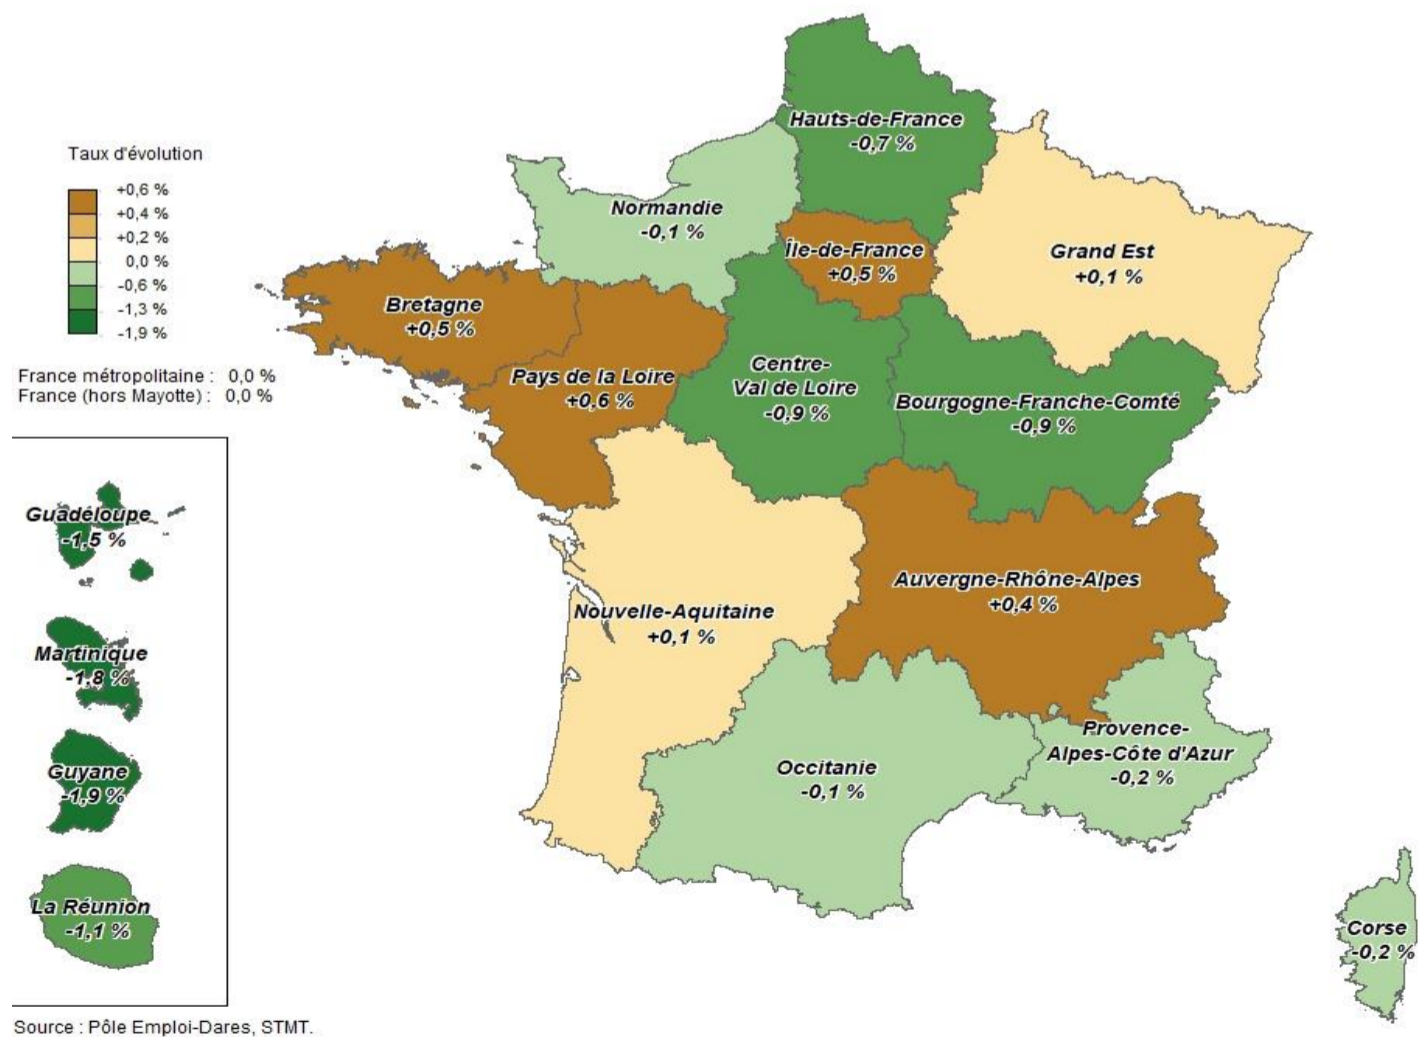 Hauts-de-France
-0,7 %
Taux d'évolution
+0,6 %
+0,4 %
+0,2 %
0,0 %
-0,6 %
-1,3 %
-1,9 %
Normandie
-0,1 %
Île-de-France
+0,5 %
Grand Est
+0,1 %
Bretagne
+0,5 %
France métropolitaine : 0,0 %
France (hors Mayotte) : 0,0 %
Pays de la Loire
+0,6 %
Centre-
Val de Loire
-0,9 %
Bourgogne-Franche-Comté
-0,9 %
Guadéloupe
-1,5 %
Auvergne-Rhône-Alpes
+0,4 %
Nouvelle-Aquitaine
+0,1 %
Martinique
-1,8 %
Guyane
-1,9 %
Occitanie
-0,1 %
Provence-
Alpes-Côte d'Azur
-0,2 %
La Réunion
-1,1 %
Corse
-0,2 %
Source : Pôle Emploi-Dares, STMT.